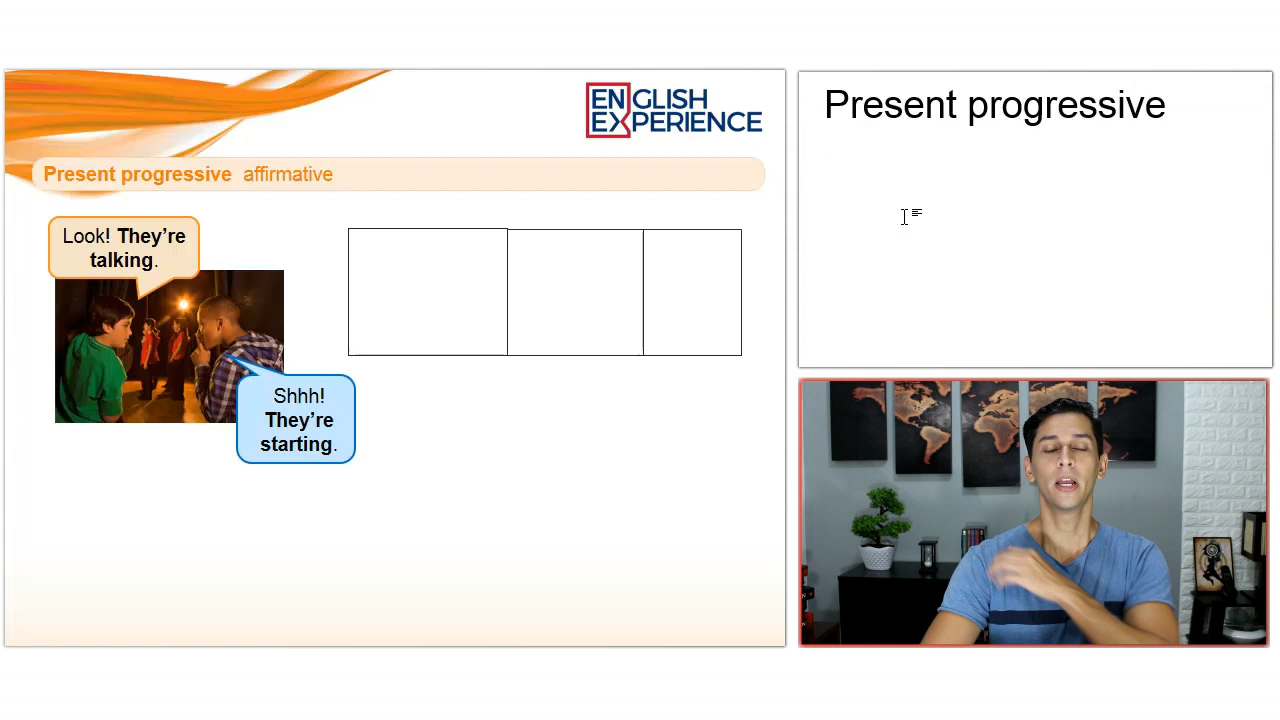 ENGLISH
EXPERIENCE
Present progressive affirmative
Look! They’re
talking.
Shhh!
They’re
starting.
Present progressive